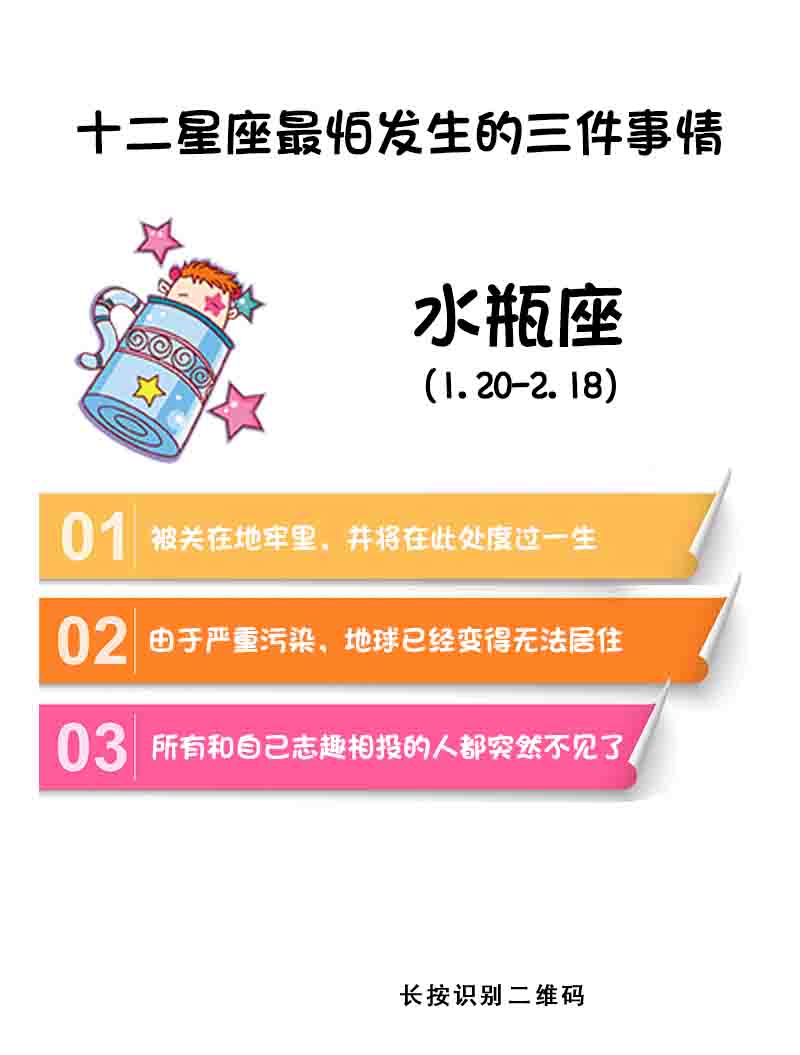 十二星座最怕发生的三件事情
水瓶座
(1.20-2.18)
01 被关在地牢里、并将在此处度过一生
02 由于严重污染、地球已经变得无法居住
03 所有和自己志趣相投的人都突然不见了
长按识别二维码